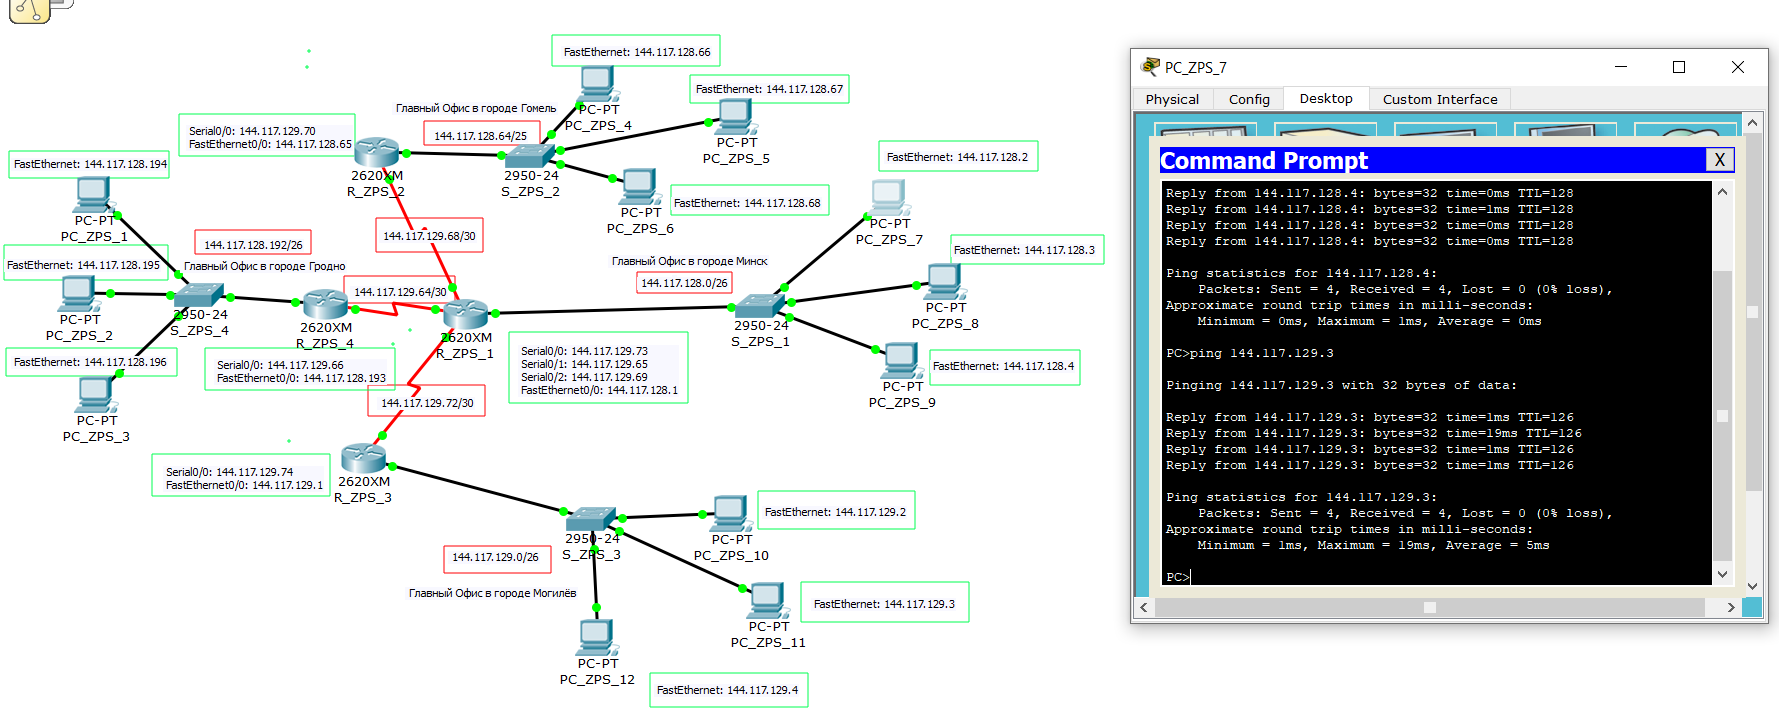 FastEthernet: 144.117.128.66
PC-PT
PC_ZPS_4
Главный Офис в городе Гомель
144.117.128.64/25
FastEthernet: 144.117.128.67
PC-PT
PC_ZPS_5
Serial0/0: 144.117.129.70
FastEthernet0/0: 144.117.128.65
2620XM
R_ZPS_2
2950-24
S_ZPS_2
FastEthernet: 144.117.128.68
PC-PT
PC_ZPS_6
FastEthernet: 144.117.128.2
PC-PT
PC_ZPS_7
FastEthernet: 144.117.128.194
PC-PT
PC_ZPS_1
144.117.128.192/26
Главный Офис в городе Гродно
144.117.129.68/30
FastEthernet: 144.117.128.195
PC-PT
PC_ZPS_2
2950-24
S_ZPS_4
144.117.129.64/30
2620XM
R_ZPS_4
2620XM
R_ZPS_1
Главный Офис в городе Минск
144.117.128.0/26
FastEthernet: 144.117.128.3
PC-PT
PC_ZPS_8
2950-24
S_ZPS_1
FastEthernet: 144.117.128.196
PC-PT
PC_ZPS_3
Serial0/0: 144.117.129.66
FastEthernet0/0: 144.117.128.193
Serial0/0: 144.117.129.73
Serial0/1: 144.117.129.65
Serial0/2: 144.117.129.69
FastEthernet0/0: 144.117.128.1
FastEthernet: 144.117.128.4
PC-PT
PC_ZPS_9
144.117.129.72/30
Serial0/0: 144.117.129.74
FastEthernet0/0: 144.117.129.1
2620XM
R_ZPS_3
2950-24
S_ZPS_3
144.117.129.0/26
Главный Офис в городе Могилёв
FastEthernet: 144.117.129.2
PC-PT
PC_ZPS_10
FastEthernet: 144.117.129.3
PC-PT
PC_ZPS_11
PC-PT
PC_ZPS_12
FastEthernet: 144.117.129.4
PC_ZPS_7
Physical Config Desktop Custom Interface
Command Prompt X
Reply from 144.117.128.4: bytes=32 time=0ms TTL=128
Reply from 144.117.128.4: bytes=32 time=1ms TTL=128
Reply from 144.117.128.4: bytes=32 time=0ms TTL=128
Reply from 144.117.128.4: bytes=32 time=0ms TTL=128
Ping statistics for 144.117.128.4:
Packets: Sent = 4, Received = 4, Lost = 0 (0% loss),
Approximate round trip times in milli-seconds:
Minimum = 0ms, Maximum = 1ms, Average = 0ms
PC>ping 144.117.129.3
Pinging 144.117.129.3 with 32 bytes of data:
Reply from 144.117.129.3: bytes=32 time=1ms TTL=126
Reply from 144.117.129.3: bytes=32 time=19ms TTL=126
Reply from 144.117.129.3: bytes=32 time=1ms TTL=126
Reply from 144.117.129.3: bytes=32 time=1ms TTL=126
Ping statistics for 144.117.129.3:
Packets: Sent = 4, Received = 4, Lost = 0 (0% loss),
Approximate round trip times in milli-seconds:
Minimum = 1ms, Maximum = 19ms, Average = 5ms
PC>